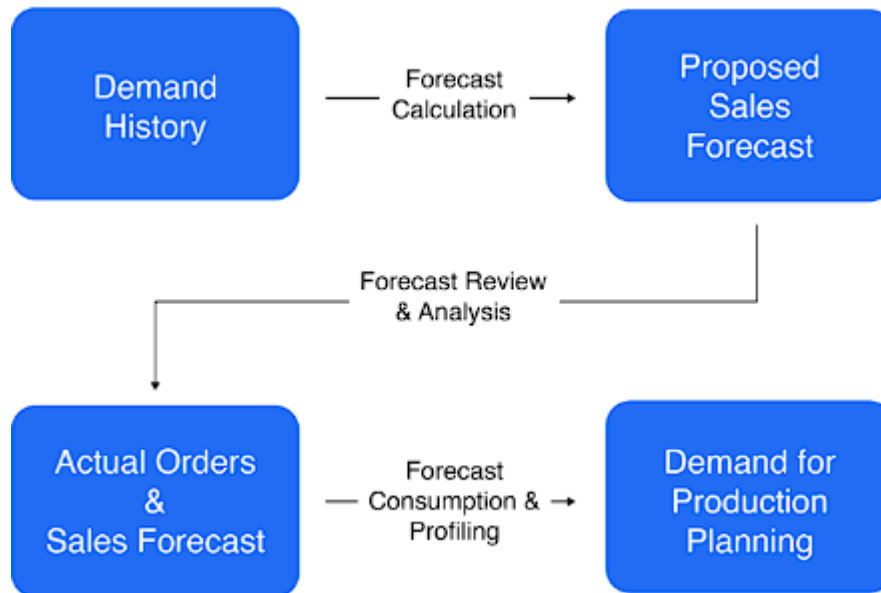 Demand
History
Forecast
Calculation
Proposed
Sales
Forecast
Forecast Review
& Analysis
Actual Orders
&
Sales Forecast
Forecast
Consumption &
Profiling
Demand for
Production
Planning